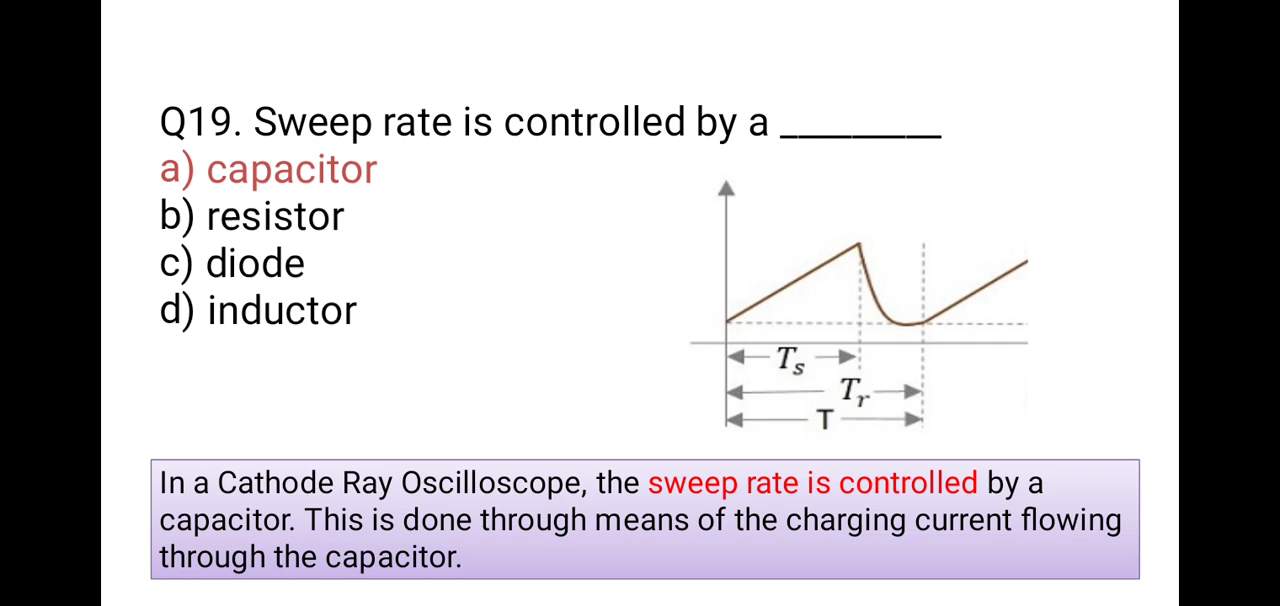 Q19. Sweep rate is controlled by a _________
a) capacitor
b) resistor
c) diode
d) inductor
Ts
Tr
T
In a Cathode Ray Oscilloscope, the sweep rate is controlled by a
capacitor. This is done through means of the charging current flowing
through the capacitor.